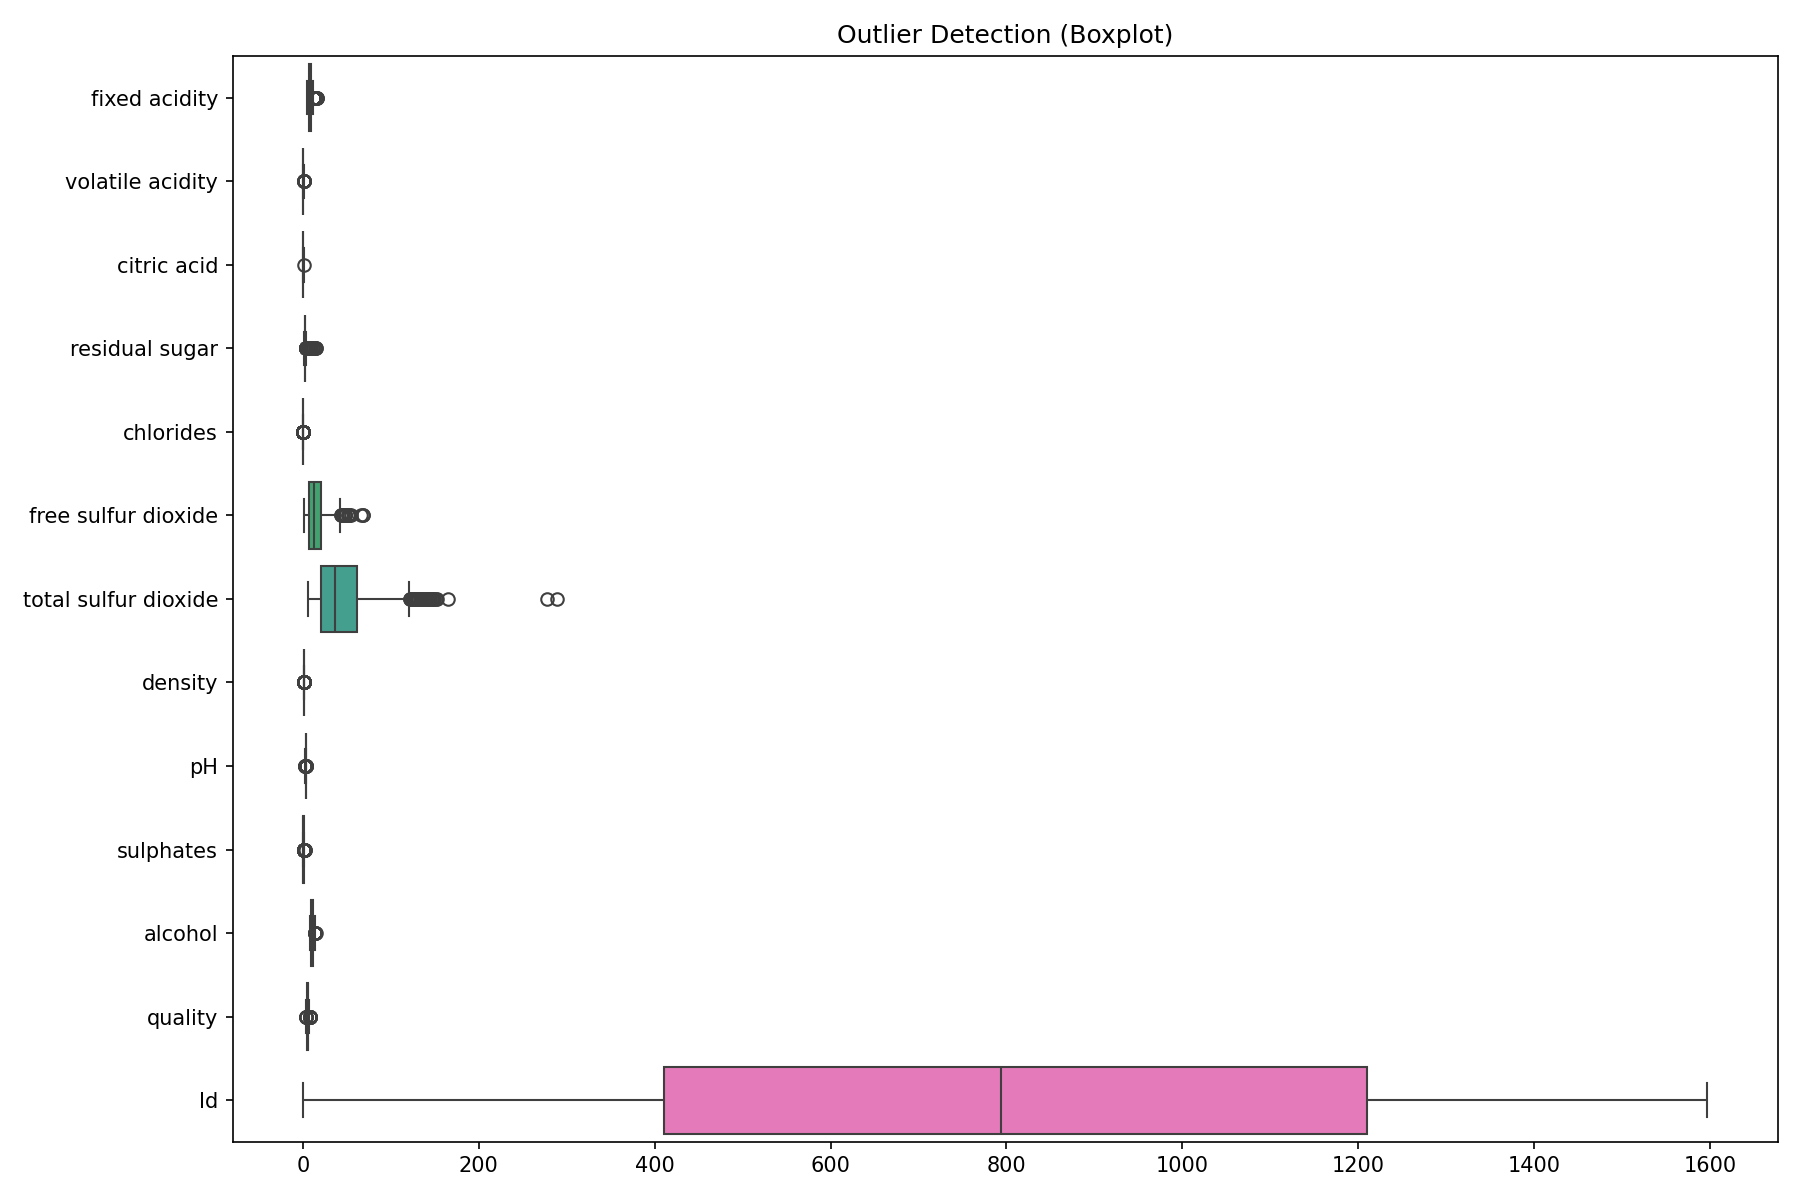 Outlier Detection (Boxplot)
fixed acidity
volatile acidity
citric acid
residual sugar
chlorides
free sulfur dioxide
total sulfur dioxide
density
pH
sulphates
alcohol
quality
Id
0 200 400 600 800 1000 1200 1400 1600